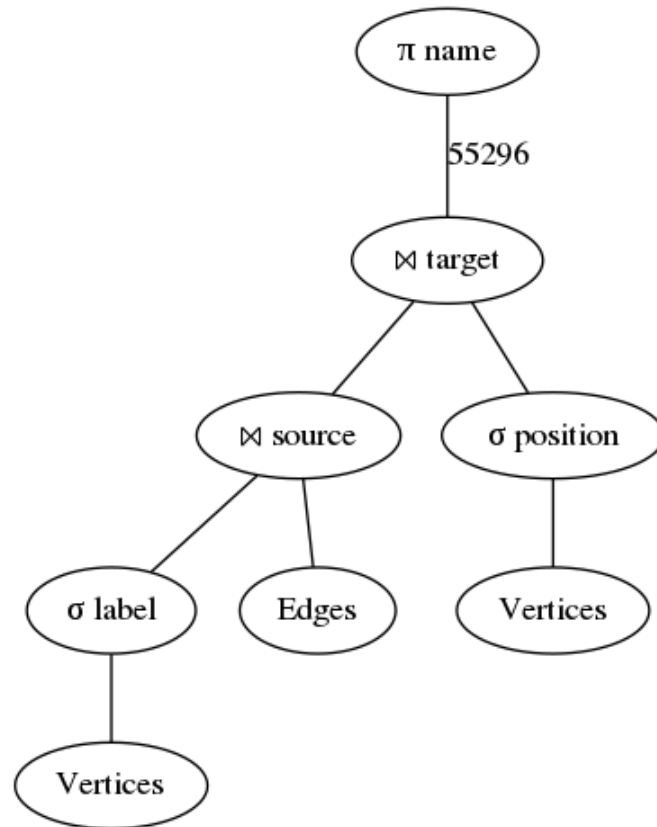 π name
55296
⋈ target
⋈ source
σ position
σ label
Edges
Vertices
Vertices